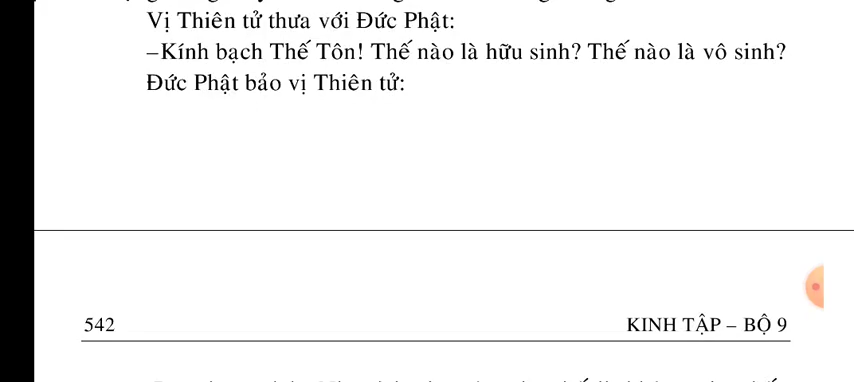 Vị Thiên tử thưa với Đức Phật:
–Kính bạch Thế Tôn! Thế nào là hữu sinh? Thế nào là vô sinh?
Đức Phật bảo vị Thiên tử:
542 KINH TẬP – BỘ 9